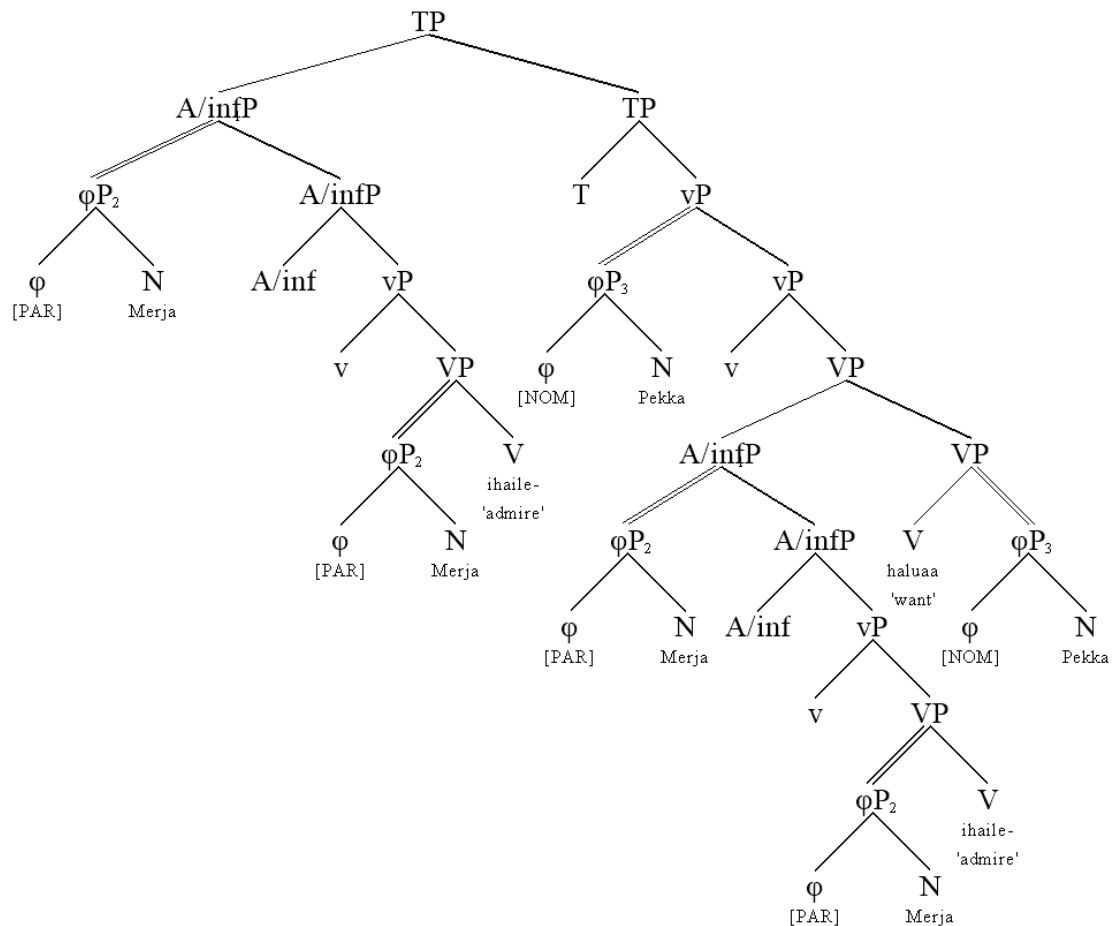 TP
A/infP TP
φP₂ A/infP T vP
φ N A/inf vP φP₃ vP
[PAR] Merja
v VP φ N v VP
[NOM] Pekka
φP₂ V A/infP VP
ihaile-
'admire'
φ N φP₂ A/infP V φP₃
[PAR] Merja haluaa
'want'
φ N A/inf vP φ N
[PAR] Merja [NOM] Pekka
v VP
φP₂ V
ihaile-
'admire'
φ N
[PAR] Merja